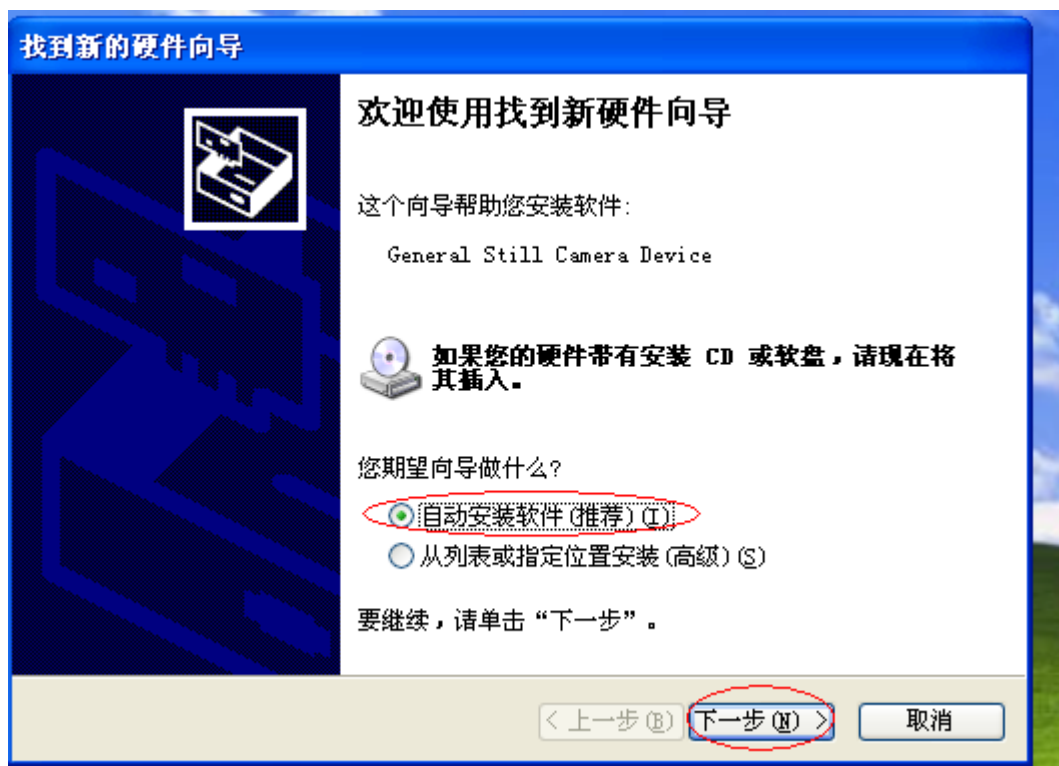 找到新的硬件向导
欢迎使用找到新硬件向导
这个向导帮助您安装软件:
General Still Camera Device
如果您的硬件带有安装 CD 或软盘，请现在将
其插入。
您期望向导做什么?
自动安装软件(推荐)(I)
从列表或指定位置安装(高级)(S)
要继续，请单击“下一步”。
< 上一步(B) 下一步(N) > 取消